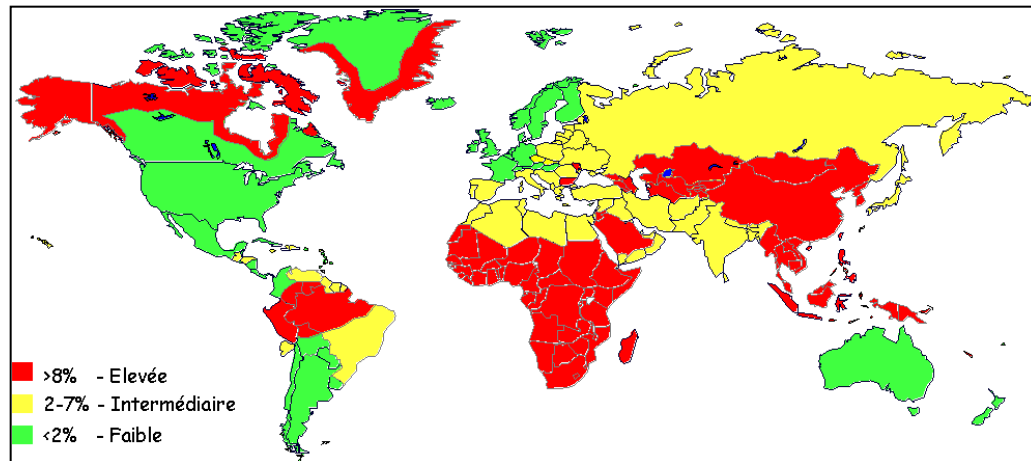 >8% - Elevée
2-7% - Intermédiaire
<2% - Faible